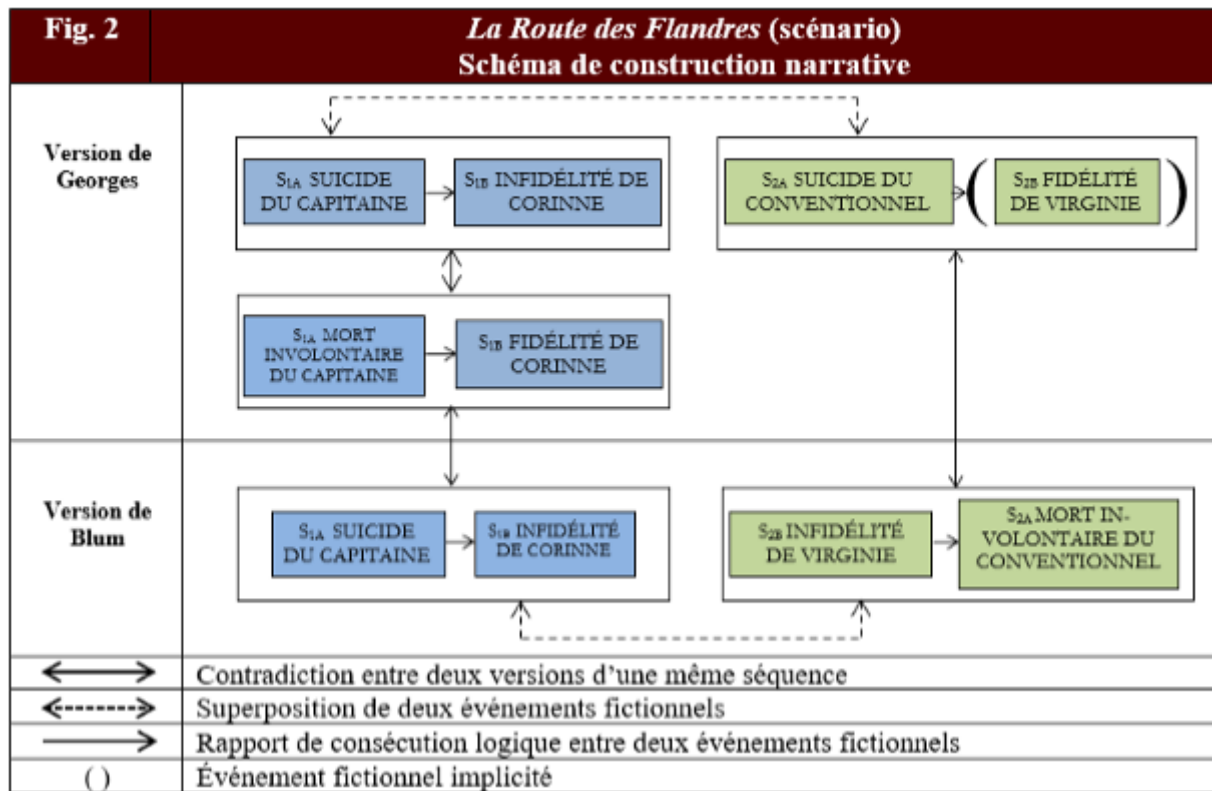 Fig. 2
La Route des Flandres (scénario)
Schéma de construction narrative
Version de
Georges
S1A SUICIDE
DU CAPITAINE
S1B INFIDÉLITÉ DE
CORINNE
S2A SUICIDE DU
CONVENTIONNEL
( S2B FIDÉLITÉ
DE VIRGINIE )
S1A MORT
INVOLONTAIRE
DU CAPITAINE
S1B FIDÉLITÉ DE
CORINNE
Version de
Blum
S1A SUICIDE
DU CAPITAINE
S1B INFIDÉLITÉ
DE CORINNE
S2B INFIDÉLITÉ
DE VIRGINIE
S2A MORT IN-
VOLONTAIRE DU
CONVENTIONNEL
Contradiction entre deux versions d’une même séquence
Superposition de deux événements fictionnels
Rapport de consécution logique entre deux événements fictionnels
( ) Événement fictionnel implicité